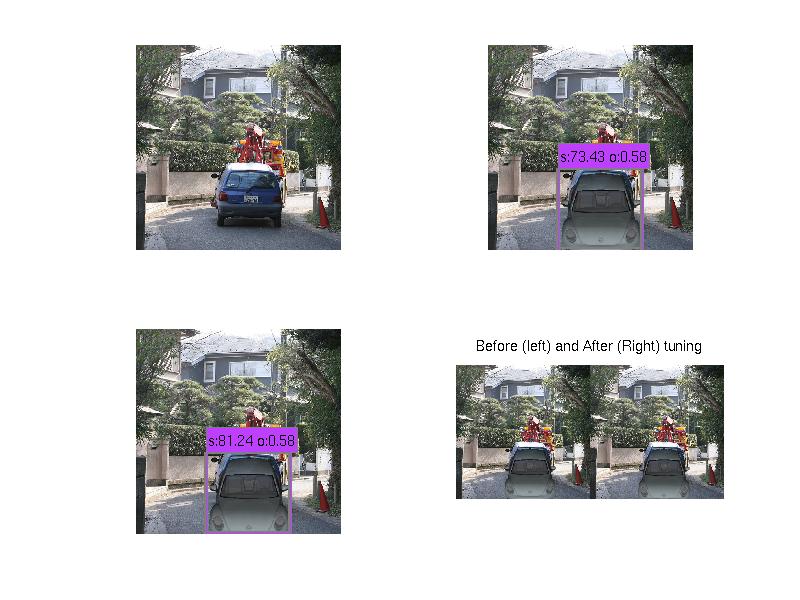 s:73.43 o:0.58
s:81.24 o:0.58
Before (left) and After (Right) tuning